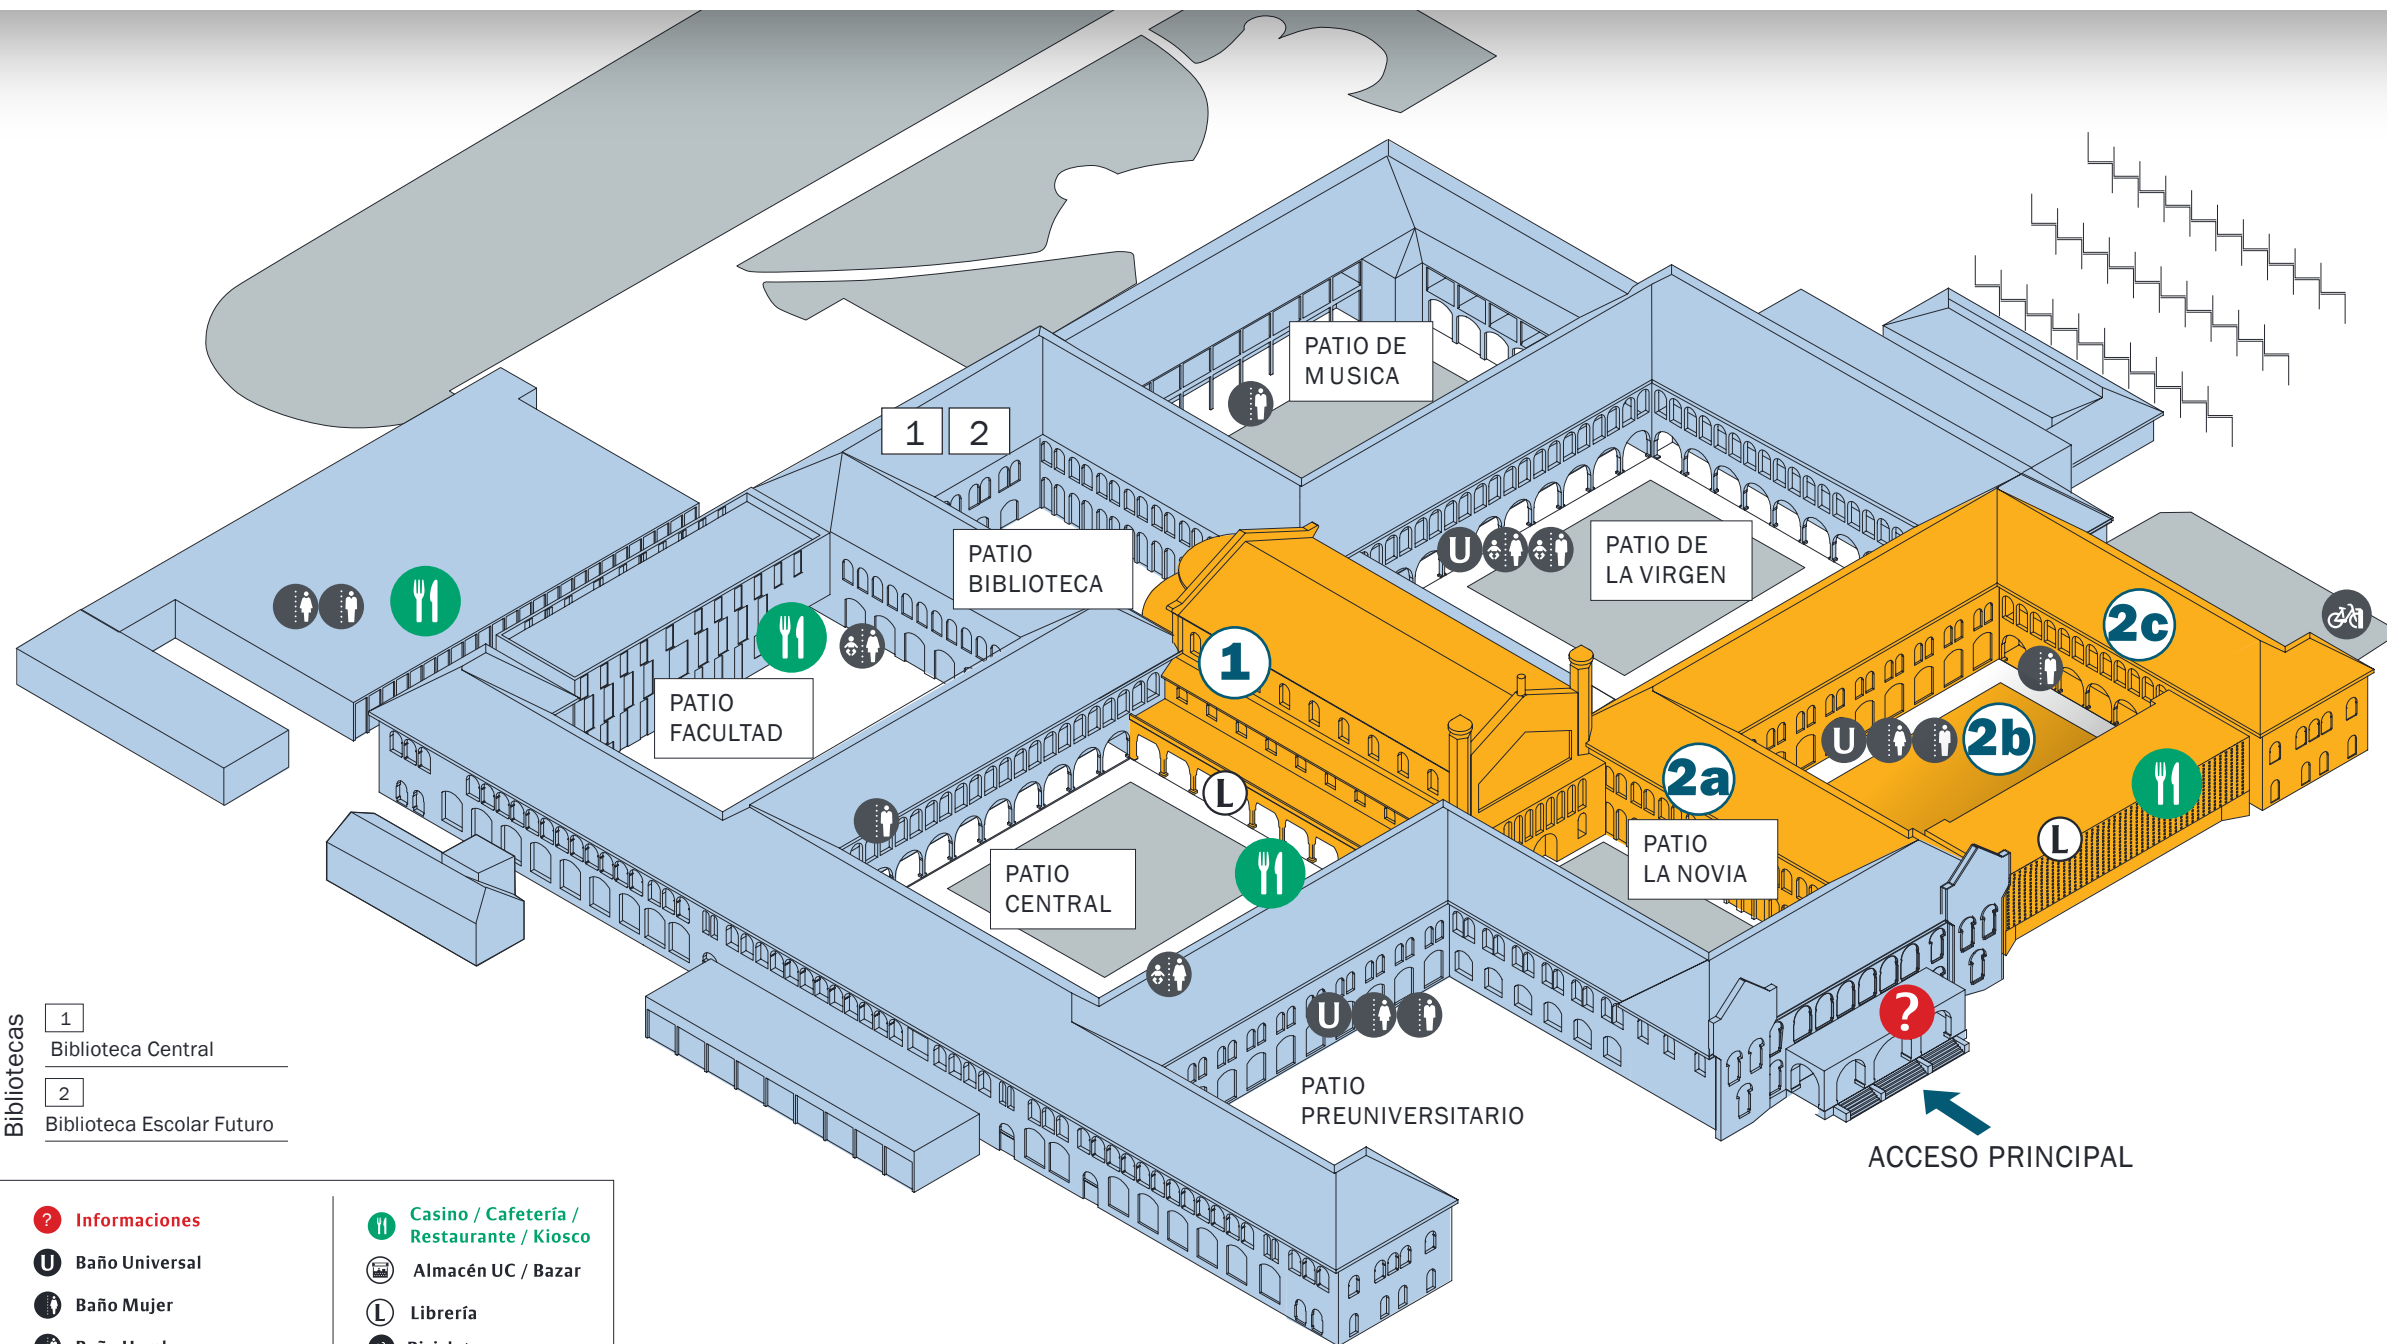 PATIO DE
MUSICA
1 2
PATIO
BIBLIOTECA
U
PATIO DE
LA VIRGEN
2c
1
PATIO
FACULTAD
U
2b
2a
L
PATIO
LA NOVIA
L
PATIO
CENTRAL
U
?
PATIO
PREUNIVERSITARIO
ACCESO PRINCIPAL
Bibliotecas
1
Biblioteca Central
2
Biblioteca Escolar Futuro
? Informaciones
U Baño Universal
Baño Mujer
Casino / Cafetería /
Restaurante / Kiosco
Almacén UC / Bazar
L Librería